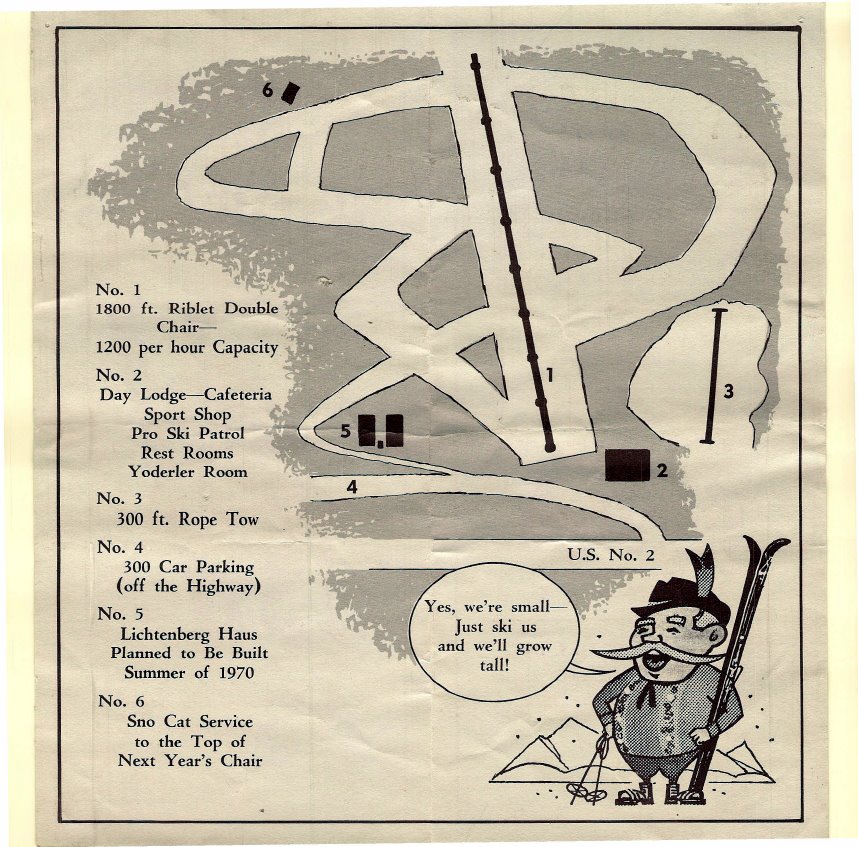 6
No. 1
1800 ft. Riblet Double
Chair—
1200 per hour Capacity
No. 2
Day Lodge—Cafeteria
Sport Shop
Pro Ski Patrol
Rest Rooms
Yoderler Room
No. 3
300 ft. Rope Tow
No. 4
300 Car Parking
(off the Highway)
No. 5
Lichtenberg Haus
Planned to Be Built
Summer of 1970
No. 6
Sno Cat Service
to the Top of
Next Year's Chair
1
3
5
2
4
U.S. No. 2
Yes, we're small—
Just ski us
and we'll grow
tall!